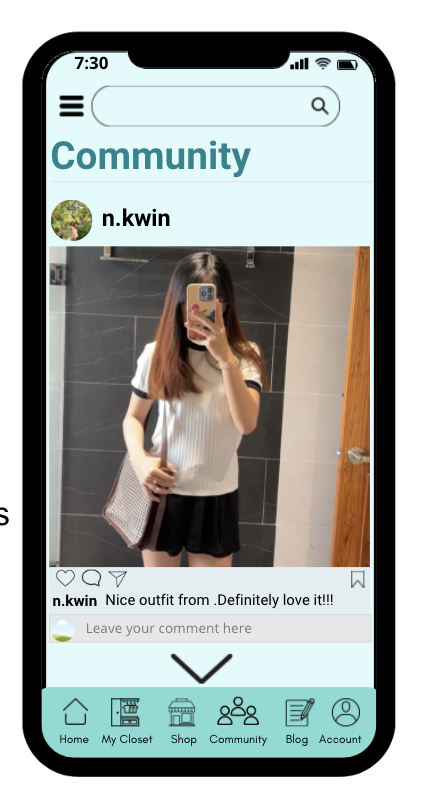 7:30
Community
n.kwin
s
n.kwin Nice outfit from .Definitely love it!!!
Leave your comment here
Home My Closet Shop Community Blog Account